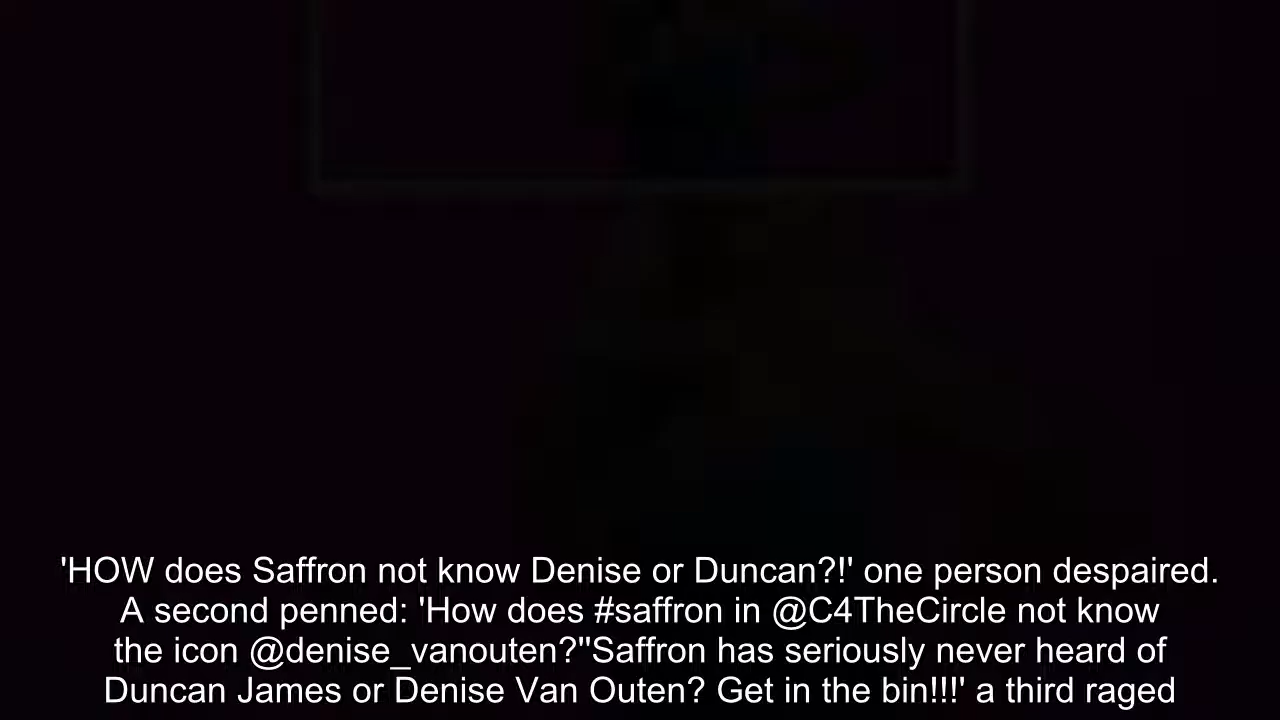 'HOW does Saffron not know Denise or Duncan?!' one person despaired.
A second penned: 'How does #saffron in @C4TheCircle not know
the icon @denise_vanouten?''Saffron has seriously never heard of
Duncan James or Denise Van Outen? Get in the bin!!!' a third raged